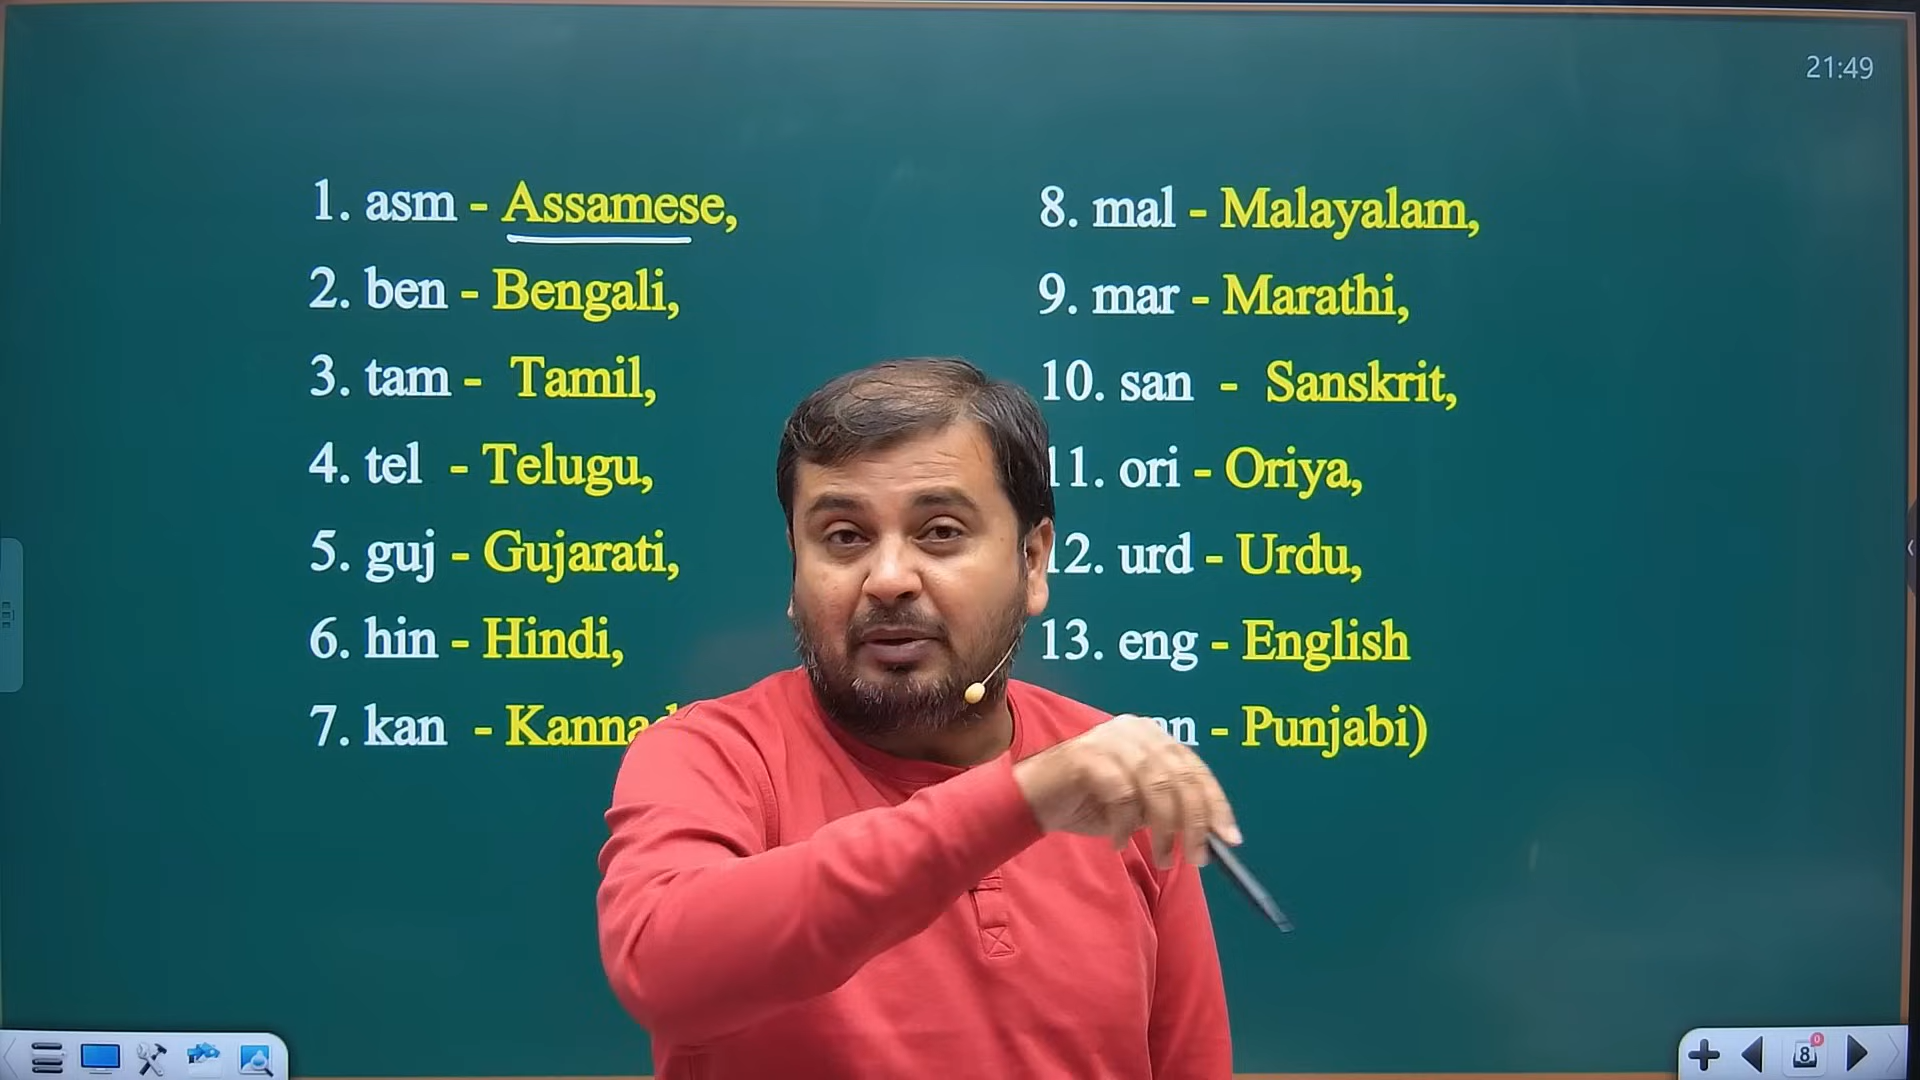 21:49
1. asm - Assamese,
2. ben - Bengali,
3. tam - Tamil,
4. tel - Telugu,
5. guj - Gujarati,
6. hin - Hindi,
7. kan -
8. mal - Malayalam,
9. mar - Marathi,
10. san - Sanskrit,
11. ori - Oriya,
12. urd - Urdu,
13. eng - English
- Punjabi)
8
0